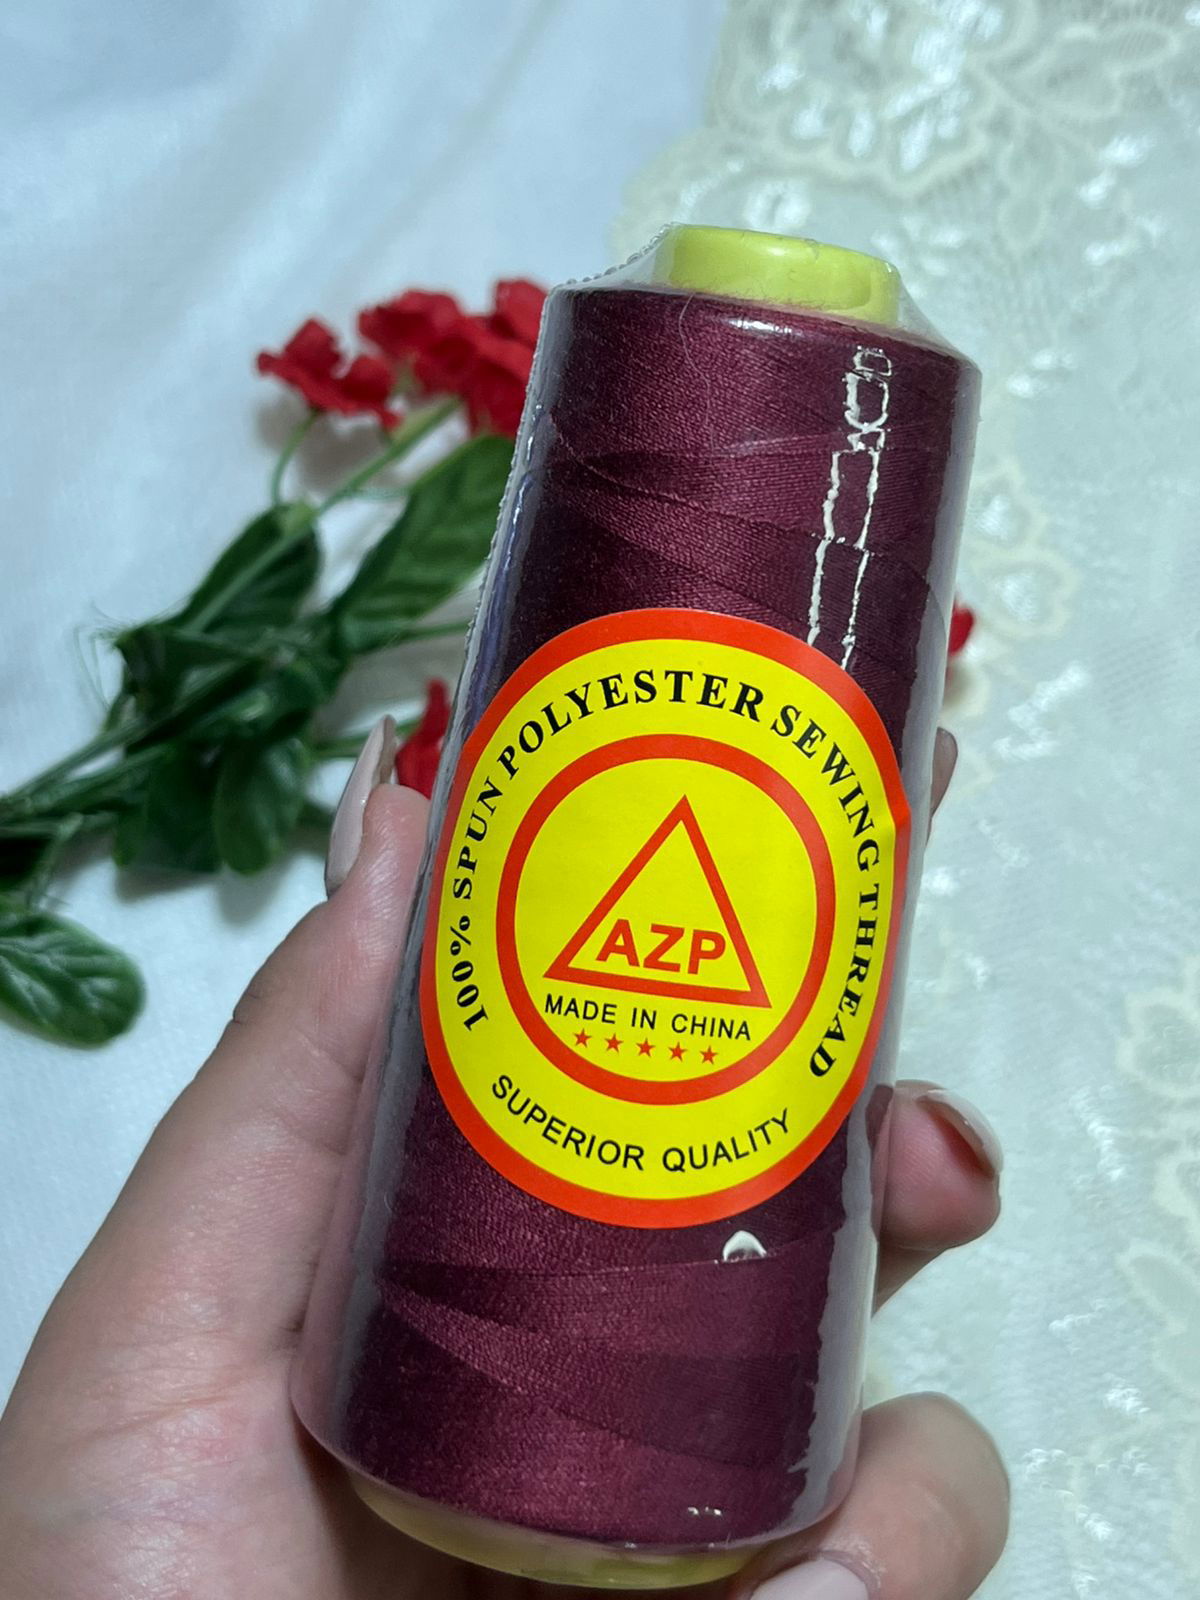 100% SPUN POLYESTER SEWING THREAD
AZP
MADE IN CHINA
SUPERIOR QUALITY